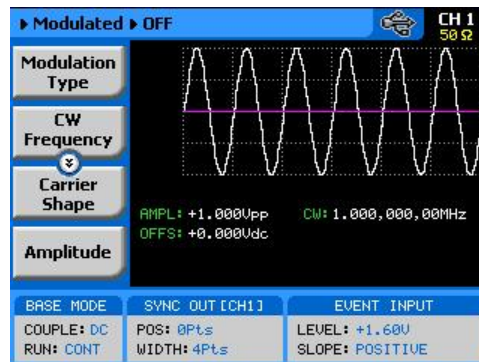 ▸ Modulated ▸ OFF
CH 1
50 Ω
Modulation
Type
CW
Frequency
Carrier
Shape
Amplitude
AMPL: +1.000Vpp CW: 1.000,000,00MHz
OFFS: +0.000Vdc
BASE MODE
COUPLE: DC
RUN: CONT
SYNC OUT [CH1]
POS: 0Pts
WIDTH: 4Pts
EVENT INPUT
LEVEL: +1.60V
SLOPE: POSITIVE